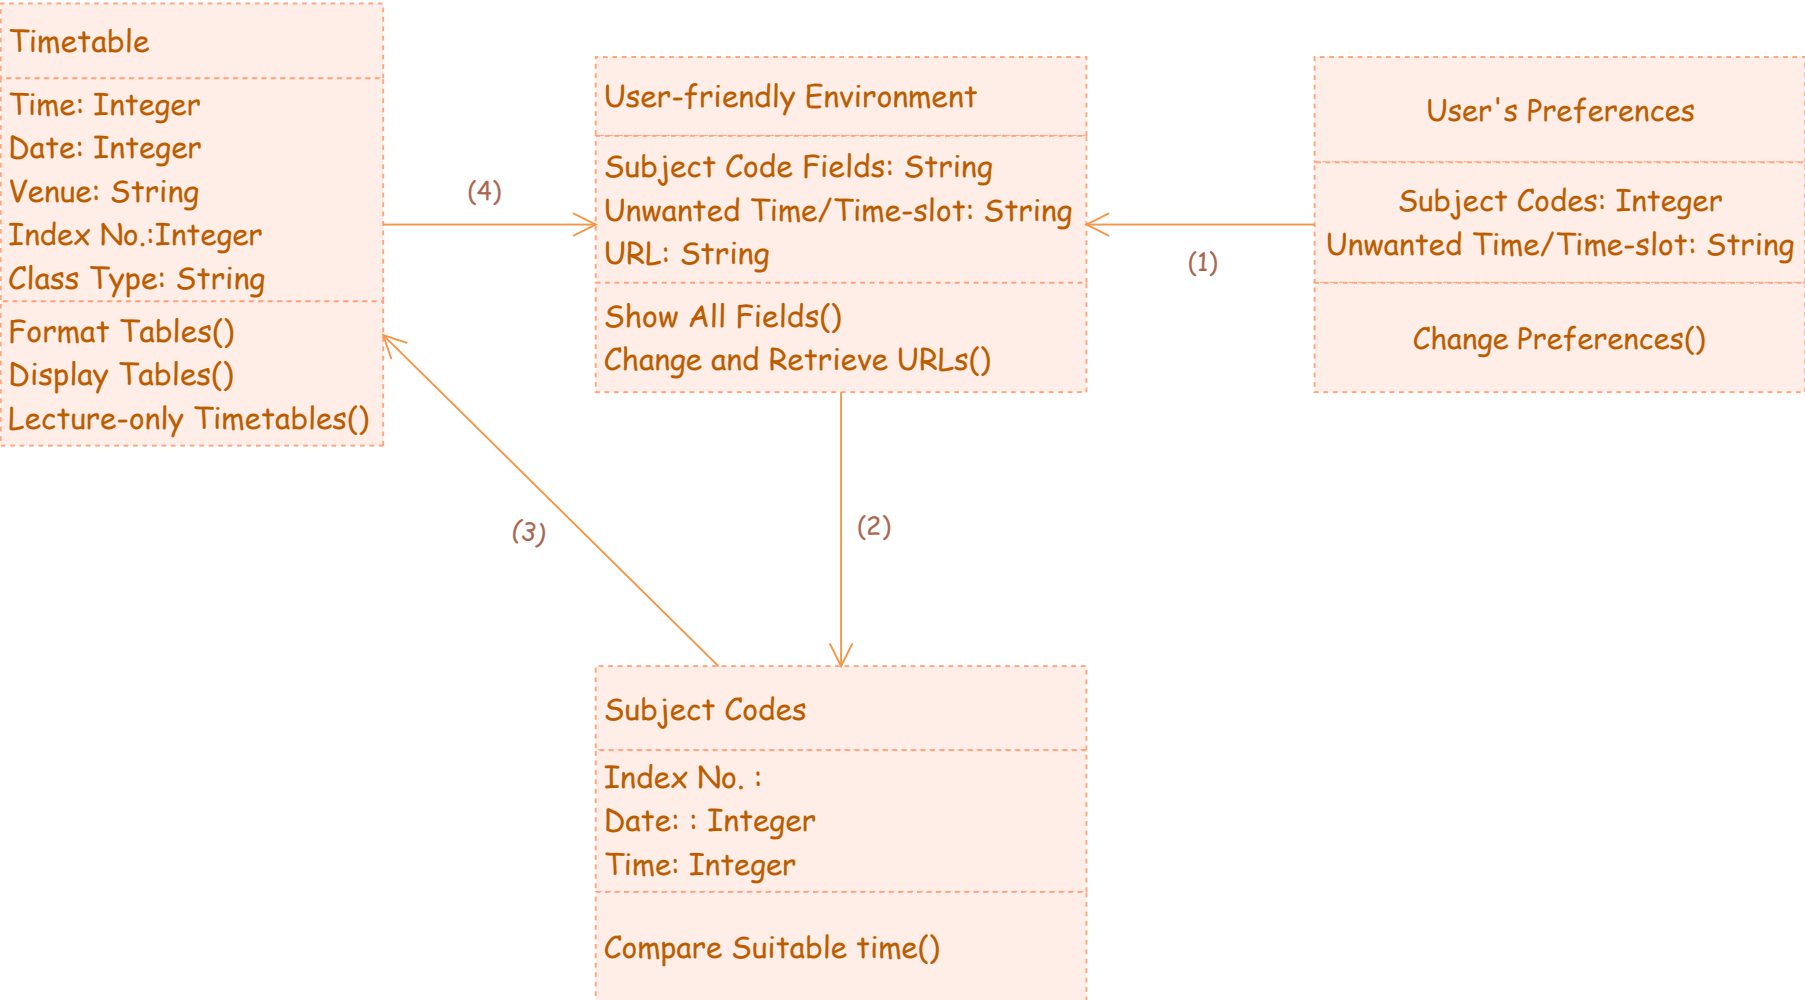 Timetable
Time: Integer
Date: Integer
Venue: String
Index No.:Integer
Class Type: String
Format Tables()
Display Tables()
Lecture-only Timetables()
(4)
User-friendly Environment
Subject Code Fields: String
Unwanted Time/Time-slot: String
URL: String
Show All Fields()
Change and Retrieve URLs()
(1)
User's Preferences
Subject Codes: Integer
Unwanted Time/Time-slot: String
Change Preferences()
(3)
(2)
Subject Codes
Index No. :
Date: : Integer
Time: Integer
Compare Suitable time()